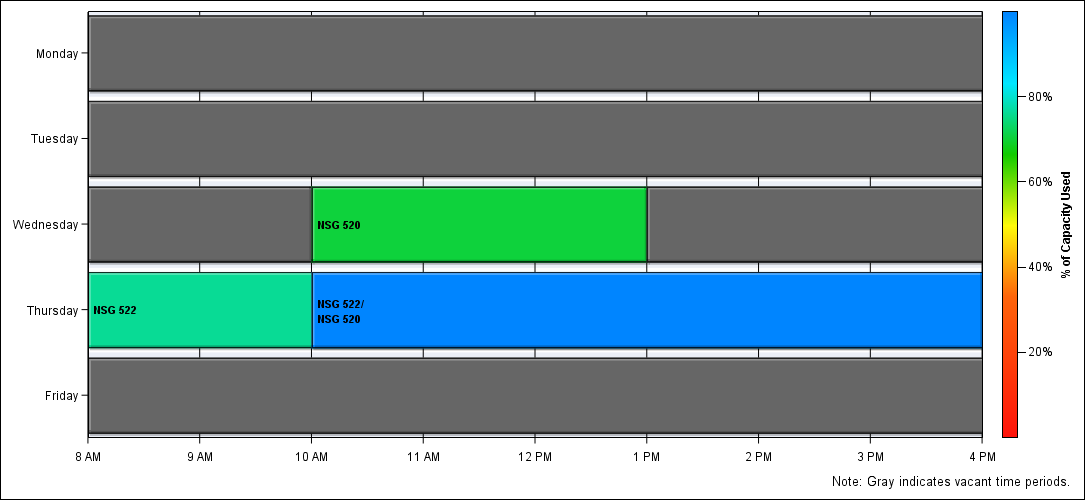 Monday
Tuesday
Wednesday
Thursday
Friday
NSG 520
NSG 522
NSG 522/
NSG 520
8 AM
9 AM
10 AM
11 AM
12 PM
1 PM
2 PM
3 PM
4 PM
80%
60%
40%
20%
% of Capacity Used
Note: Gray indicates vacant time periods.